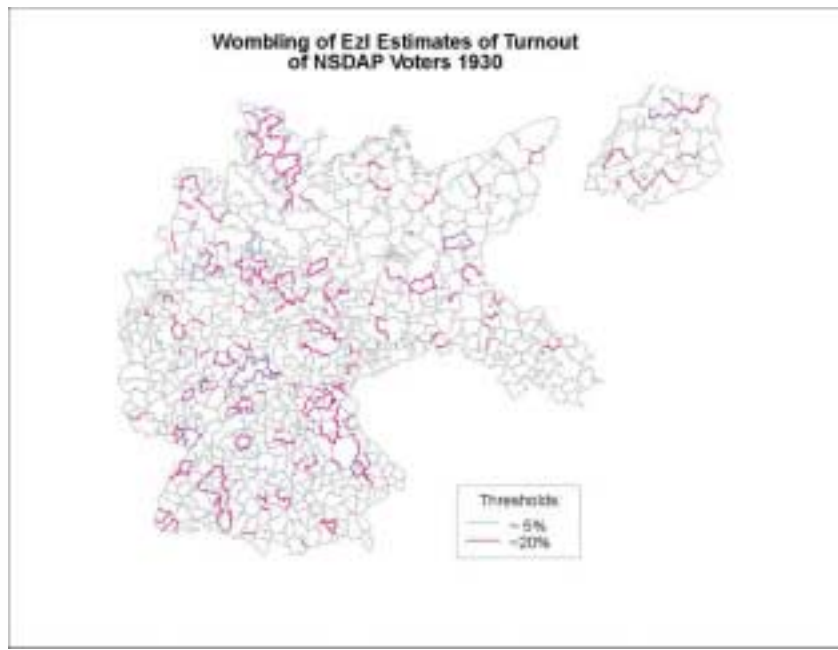 Wombling of EzI Estimates of Turnout
of NSDAP Voters 1930
Thresholds
~ 5%
~20%